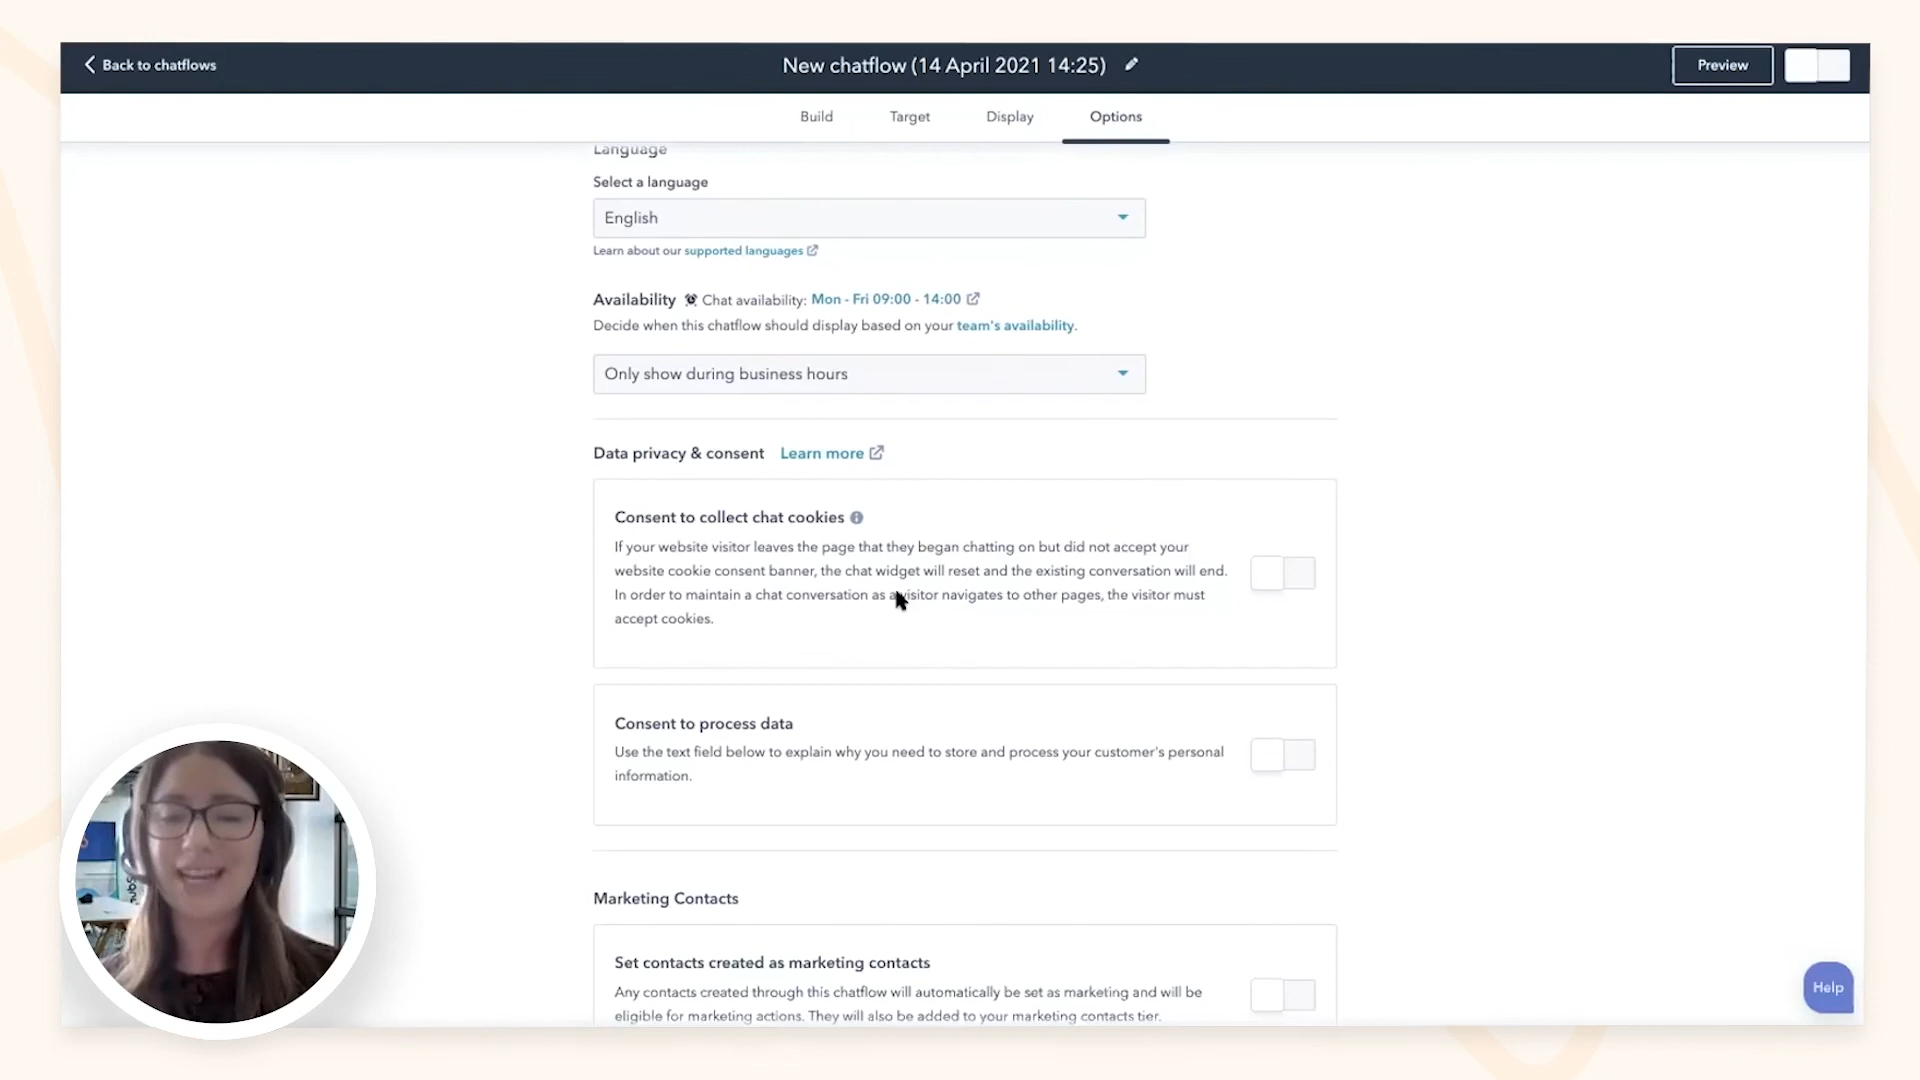 Back to chatflows
New chatflow (14 April 2021 14:25)
Preview
Build
Target
Display
Options
Language
Select a language
English
Learn about our supported languages
Availability Chat availability: Mon - Fri 09:00 - 14:00
Decide when this chatflow should display based on your team's availability.
Only show during business hours
Data privacy & consent Learn more
Consent to collect chat cookies
If your website visitor leaves the page that they began chatting on but did not accept your
website cookie consent banner, the chat widget will reset and the existing conversation will end.
In order to maintain a chat conversation as a visitor navigates to other pages, the visitor must
accept cookies.
Consent to process data
Use the text field below to explain why you need to store and process your customer's personal
information.
Marketing Contacts
Set contacts created as marketing contacts
Any contacts created through this chatflow will automatically be set as marketing and will be
eligible for marketing actions. They will also be added to your marketing contacts tier.
Help